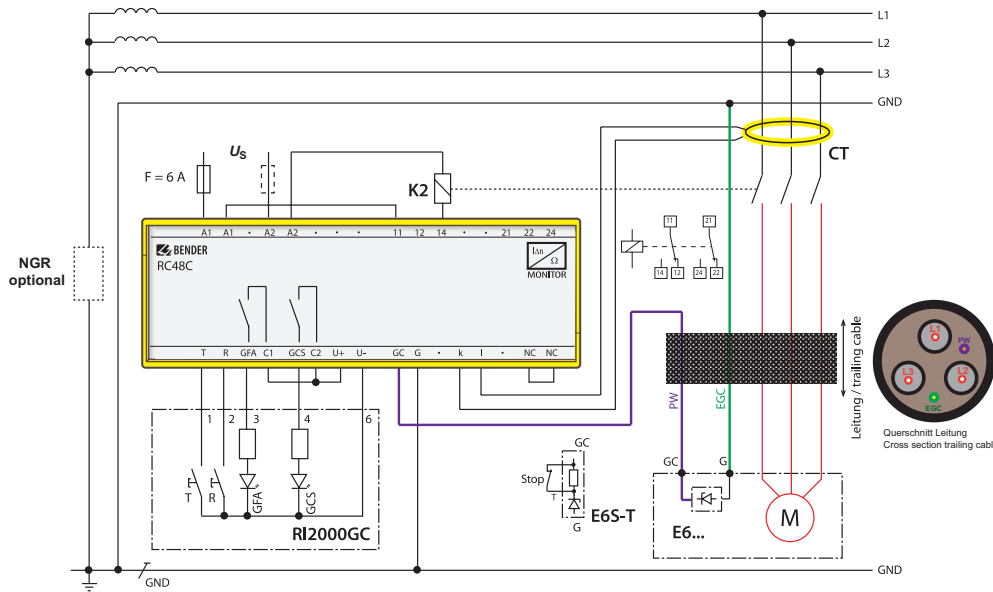 L1
L2
L3
GND
CT
U_S
F = 6 A
K2
A1 A1 · A2 A2 · · · 11 12 14 · · 21 22 24
BENDER
RC48C
I∆n
Ω
MONITOR
NGR
optional
11 21
14 12 24 22
T R GFA C1 GCS C2 U+ U- GC G · k l · NC NC
1 2 3 4 6
T R GFA GCS
RI2000GC
GC
Stop
T
G
E6S-T
PW
EGC
GC G
E6...
M
Leitung / trailing cable
L1
PW
L3
L2
EGC
Querschnitt Leitung
Cross section trailing cabl
GND
GND